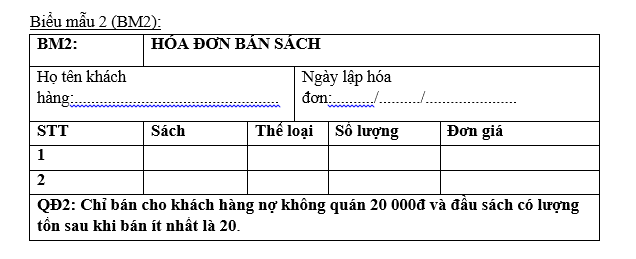 Biểu mẫu 2 (BM2):
BM2: HÓA ĐƠN BÁN SÁCH
Họ tên khách Ngày lập hóa
hàng:.................................................... đơn:.........../........../.......................
STT Sách Thể loại Số lượng Đơn giá
1
2
QĐ2: Chỉ bán cho khách hàng nợ không quán 20 000đ và đầu sách có lượng
tồn sau khi bán ít nhất là 20.